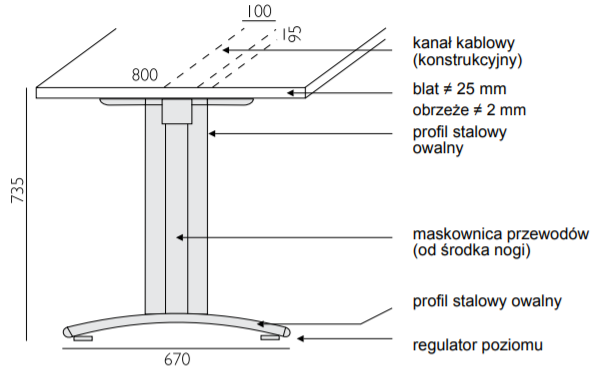 100
95
800
kanał kablowy
(konstrukcyjny)
blat ≠ 25 mm
obrzeże ≠ 2 mm
profil stalowy
owalny
735
maskownica przewodów
(od środka nogi)
profil stalowy owalny
regulator poziomu
670